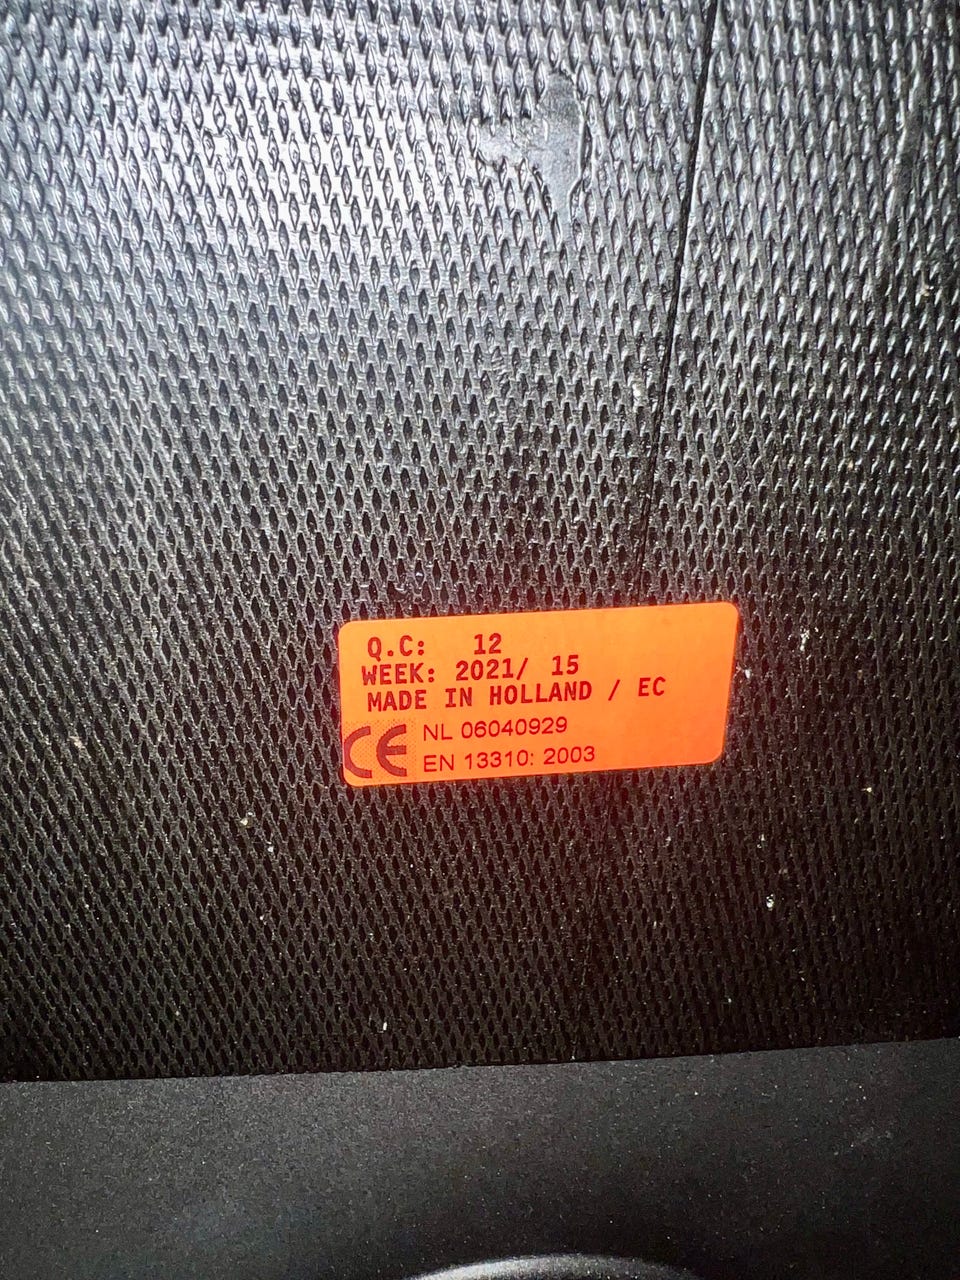 Q.C: 12
WEEK: 2021/ 15
MADE IN HOLLAND / EC
CE NL 06040929
EN 13310: 2003